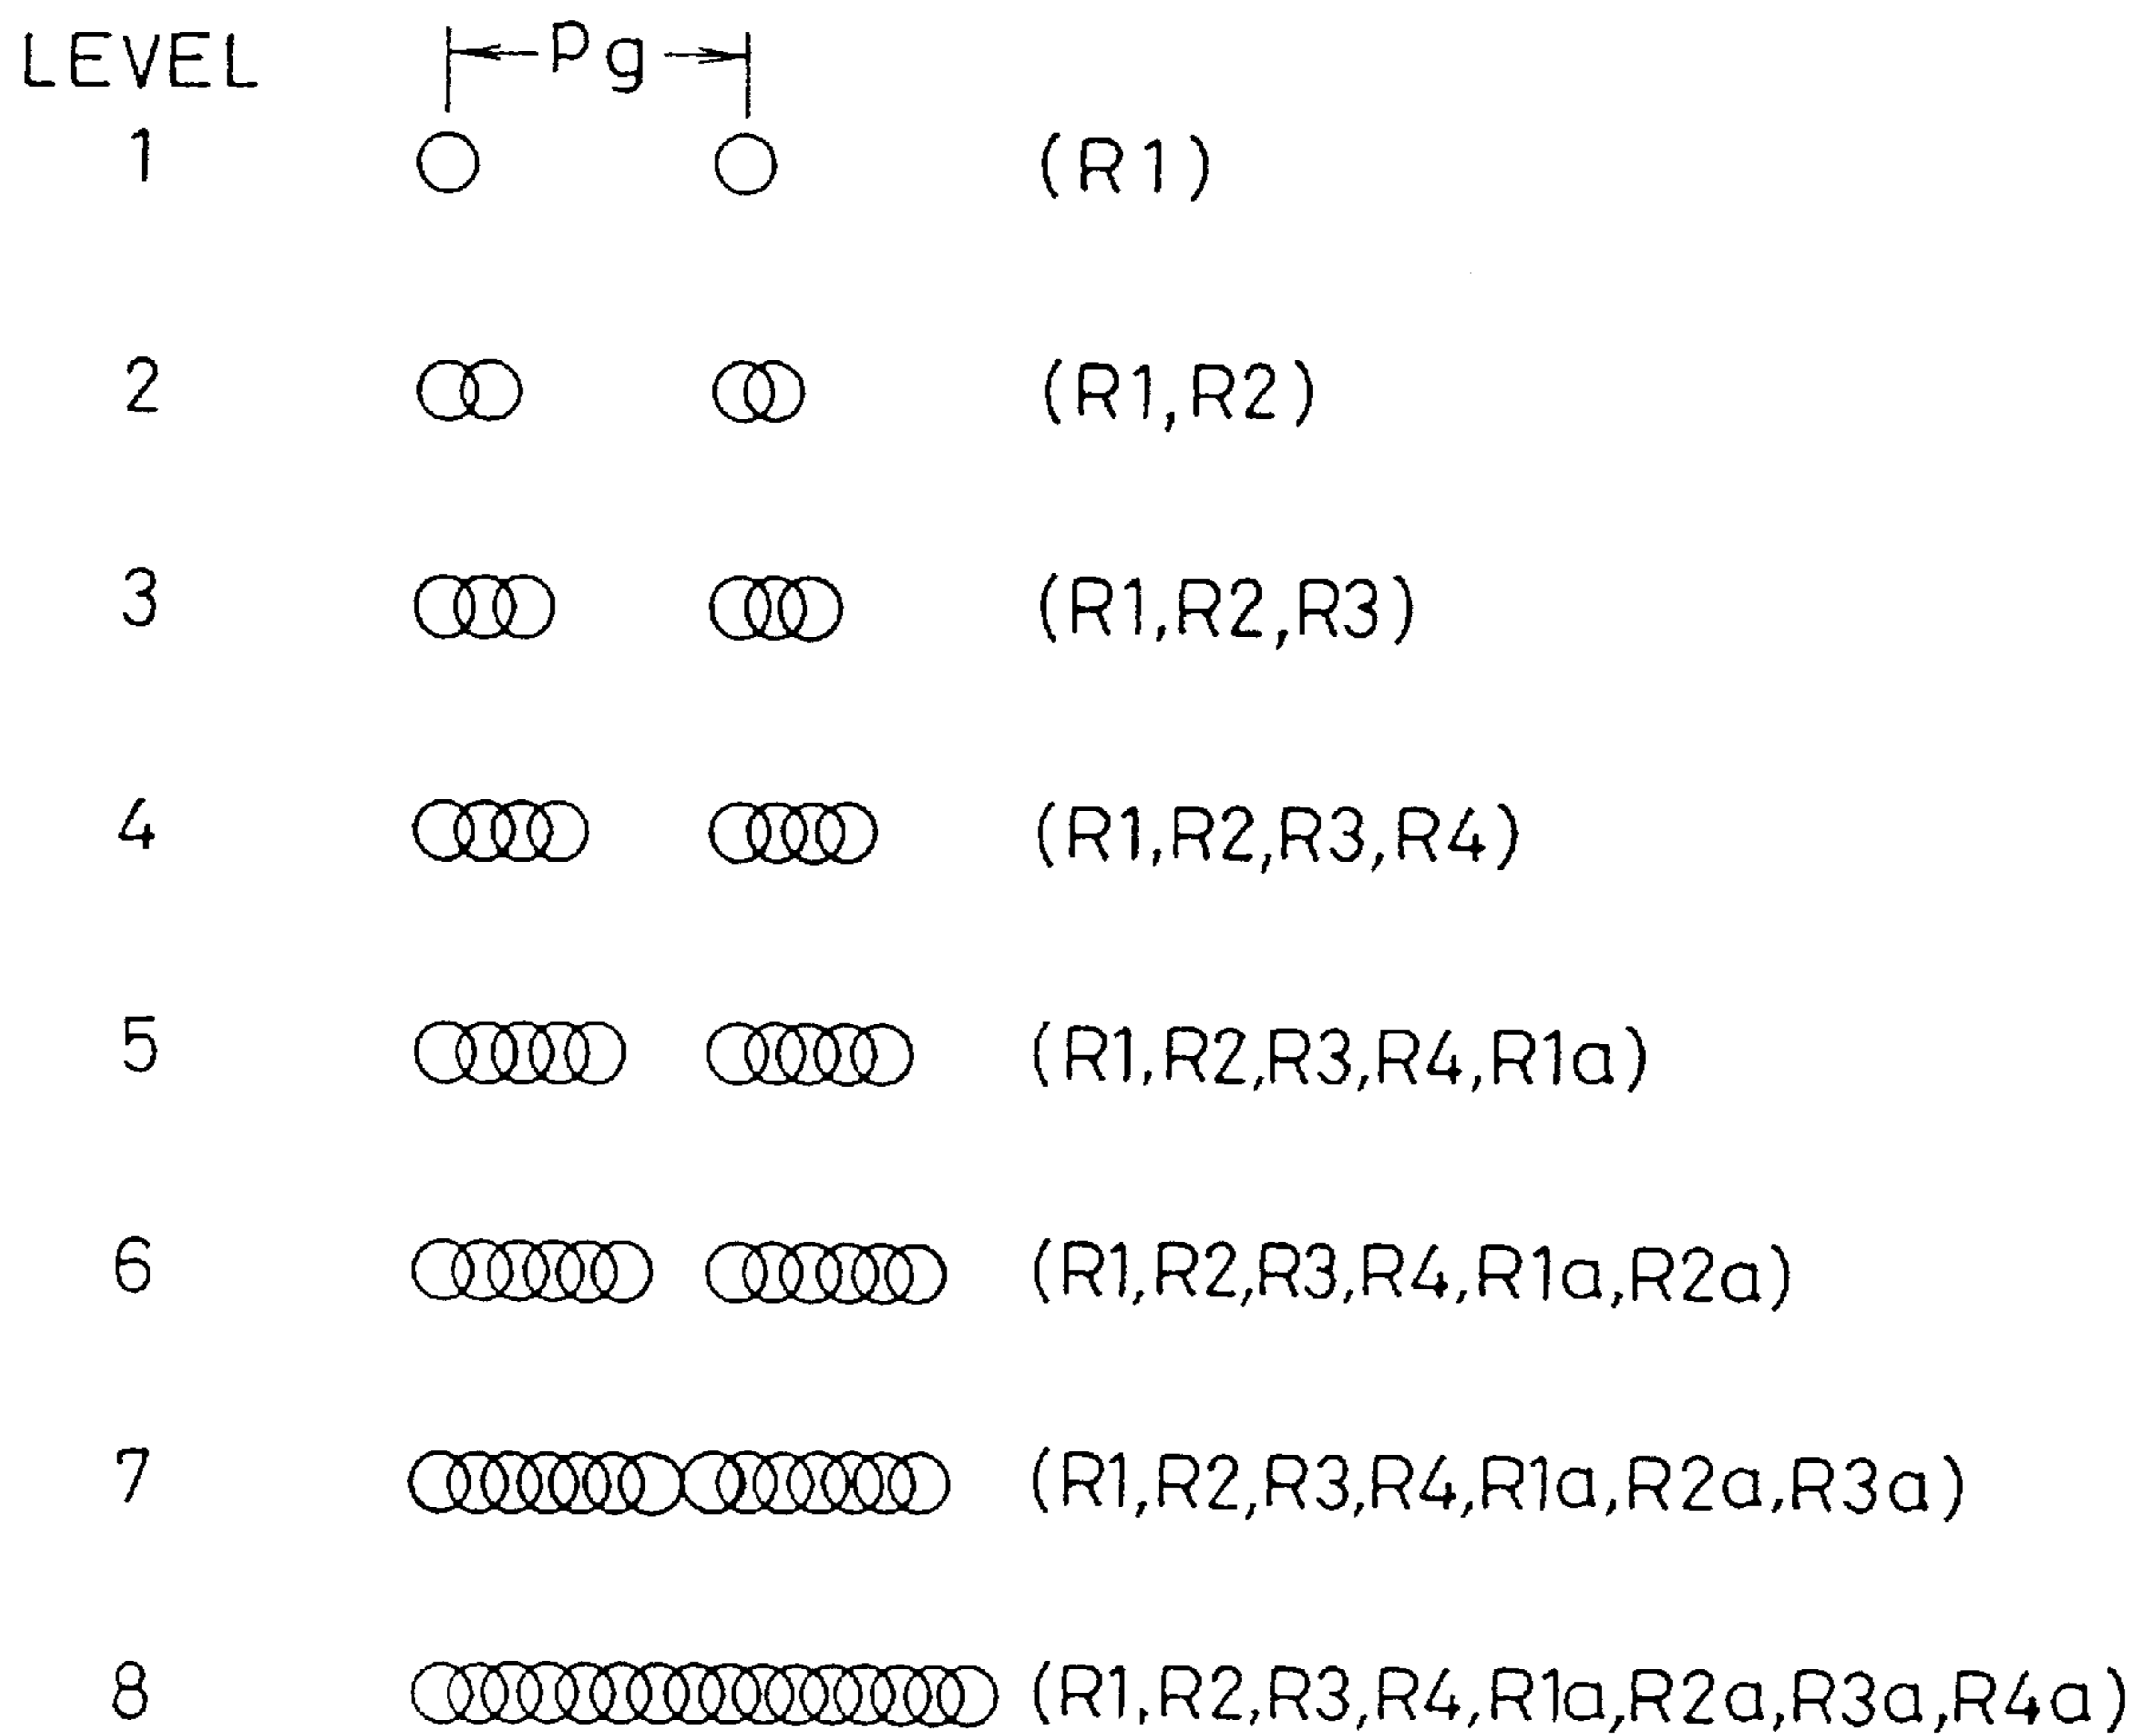 LEVEL Pg
1 (R1)
2 (R1,R2)
3 (R1,R2,R3)
4 (R1,R2,R3,R4)
5 (R1,R2,R3,R4,R1a)
6 (R1,R2,R3,R4,R1a,R2a)
7 (R1,R2,R3,R4,R1a,R2a,R3a)
8 (R1,R2,R3,R4,R1a,R2a,R3a,R4a)